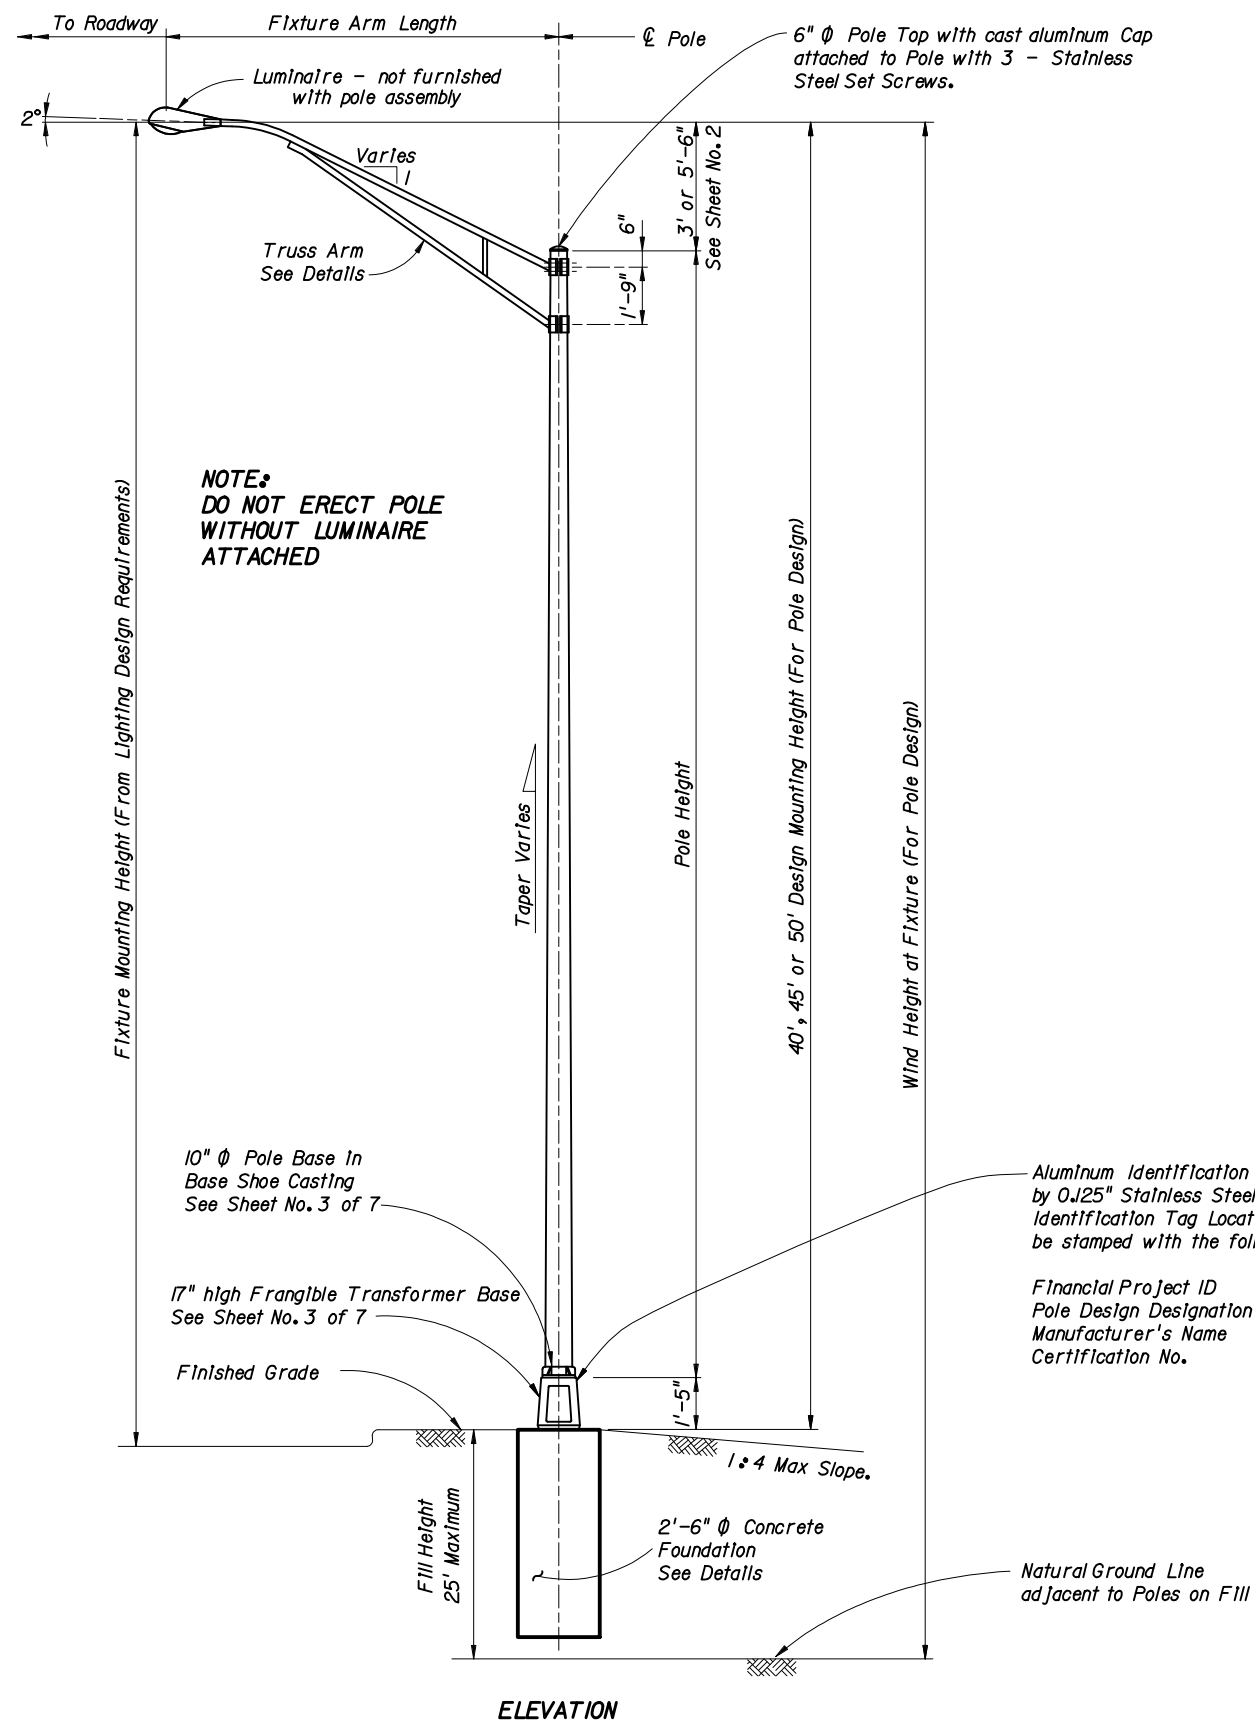 To Roadway
Fixture Arm Length
℄ Pole
6" ϕ Pole Top with cast aluminum Cap
attached to Pole with 3 - Stainless
Steel Set Screws.
Luminaire - not furnished
with pole assembly
2°
Varies
1
Truss Arm
See Details
6"
1'-9"
3' or 5'-6"
See Sheet No. 2
NOTE:
DO NOT ERECT POLE
WITHOUT LUMINAIRE
ATTACHED
Fixture Mounting Height (From Lighting Design Requirements)
Taper Varies
Pole Height
40', 45' or 50' Design Mounting Height (For Pole Design)
Wind Height at Fixture (For Pole Design)
10" ϕ Pole Base in
Base Shoe Casting
See Sheet No. 3 of 7
17" high Frangible Transformer Base
See Sheet No. 3 of 7
Finished Grade
Aluminum Identification
by 0.125" Stainless Steel
Identification Tag Locat
be stamped with the fol
Financial Project ID
Pole Design Designation
Manufacturer's Name
Certification No.
1'-5"
1:4 Max Slope.
Fill Height
25' Maximum
2'-6" ϕ Concrete
Foundation
See Details
Natural Ground Line
adjacent to Poles on Fill
ELEVATION